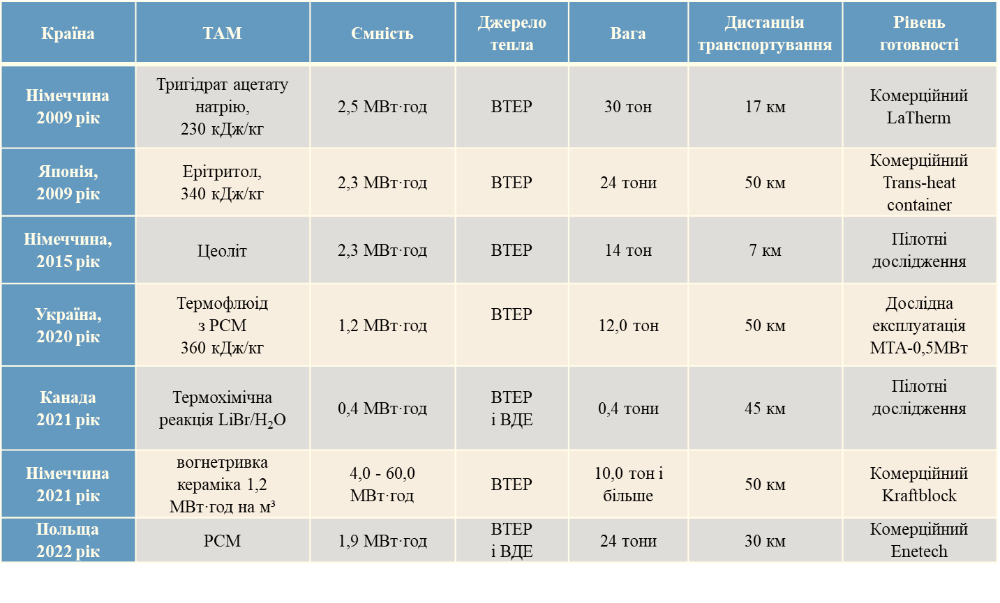 Країна
ТАМ
Ємність
Джерело
тепла
Вага
Дистанція
транспортування
Рівень
готовності
Німеччина
2009 рік
Тригідрат ацетату
натрію,
230 кДж/кг
2,5 МВт·год
ВТЕР
30 тон
17 км
Комерційний
LaTherm
Японія,
2009 рік
Ерітритол,
340 кДж/кг
2,3 МВт·год
ВТЕР
24 тони
50 км
Комерційний
Trans-heat
container
Німеччина,
2015 рік
Цеоліт
2,3 МВт·год
ВТЕР
14 тон
7 км
Пілотні
дослідження
Україна,
2020 рік
Термофлюід
з PCM
360 кДж/кг
1,2 МВт·год
ВТЕР
12,0 тон
50 км
Дослідна
експлуатація
МТА-0,5МВт
Канада
2021 рік
Термохімічна
реакція LiBr/H₂O
0,4 МВт·год
ВТЕР
і ВДЕ
0,4 тони
45 км
Пілотні
дослідження
Німеччина
2021 рік
вогнетривка
кераміка 1,2
МВт·год на м³
4,0 - 60,0
МВт·год
ВТЕР
10,0 тон і
більше
50 км
Комерційний
Kraftblock
Польща
2022 рік
PCM
1,9 МВт·год
ВТЕР
і ВДЕ
24 тони
30 км
Комерційний
Enetech